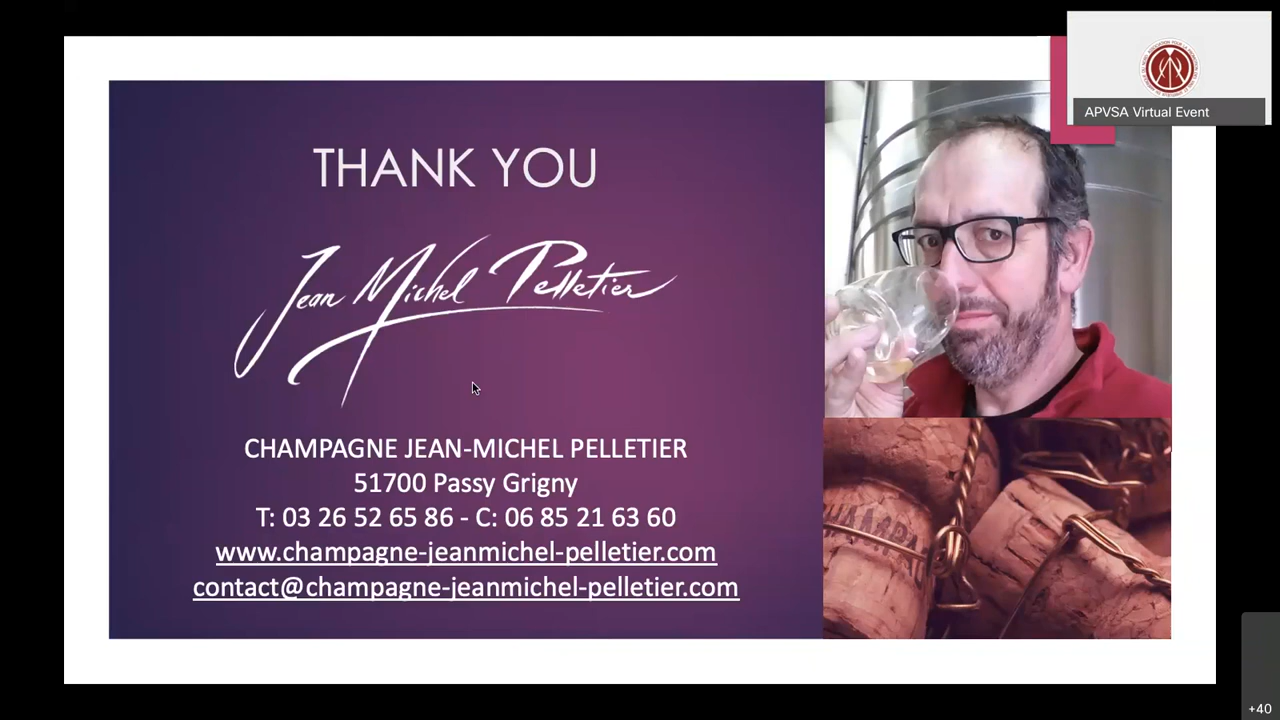 APVSA Virtual Event
THANK YOU
Jean Michel Pelletier
CHAMPAGNE JEAN-MICHEL PELLETIER
51700 Passy Grigny
T: 03 26 52 65 86 - C: 06 85 21 63 60
www.champagne-jeanmichel-pelletier.com
contact@champagne-jeanmichel-pelletier.com
+40